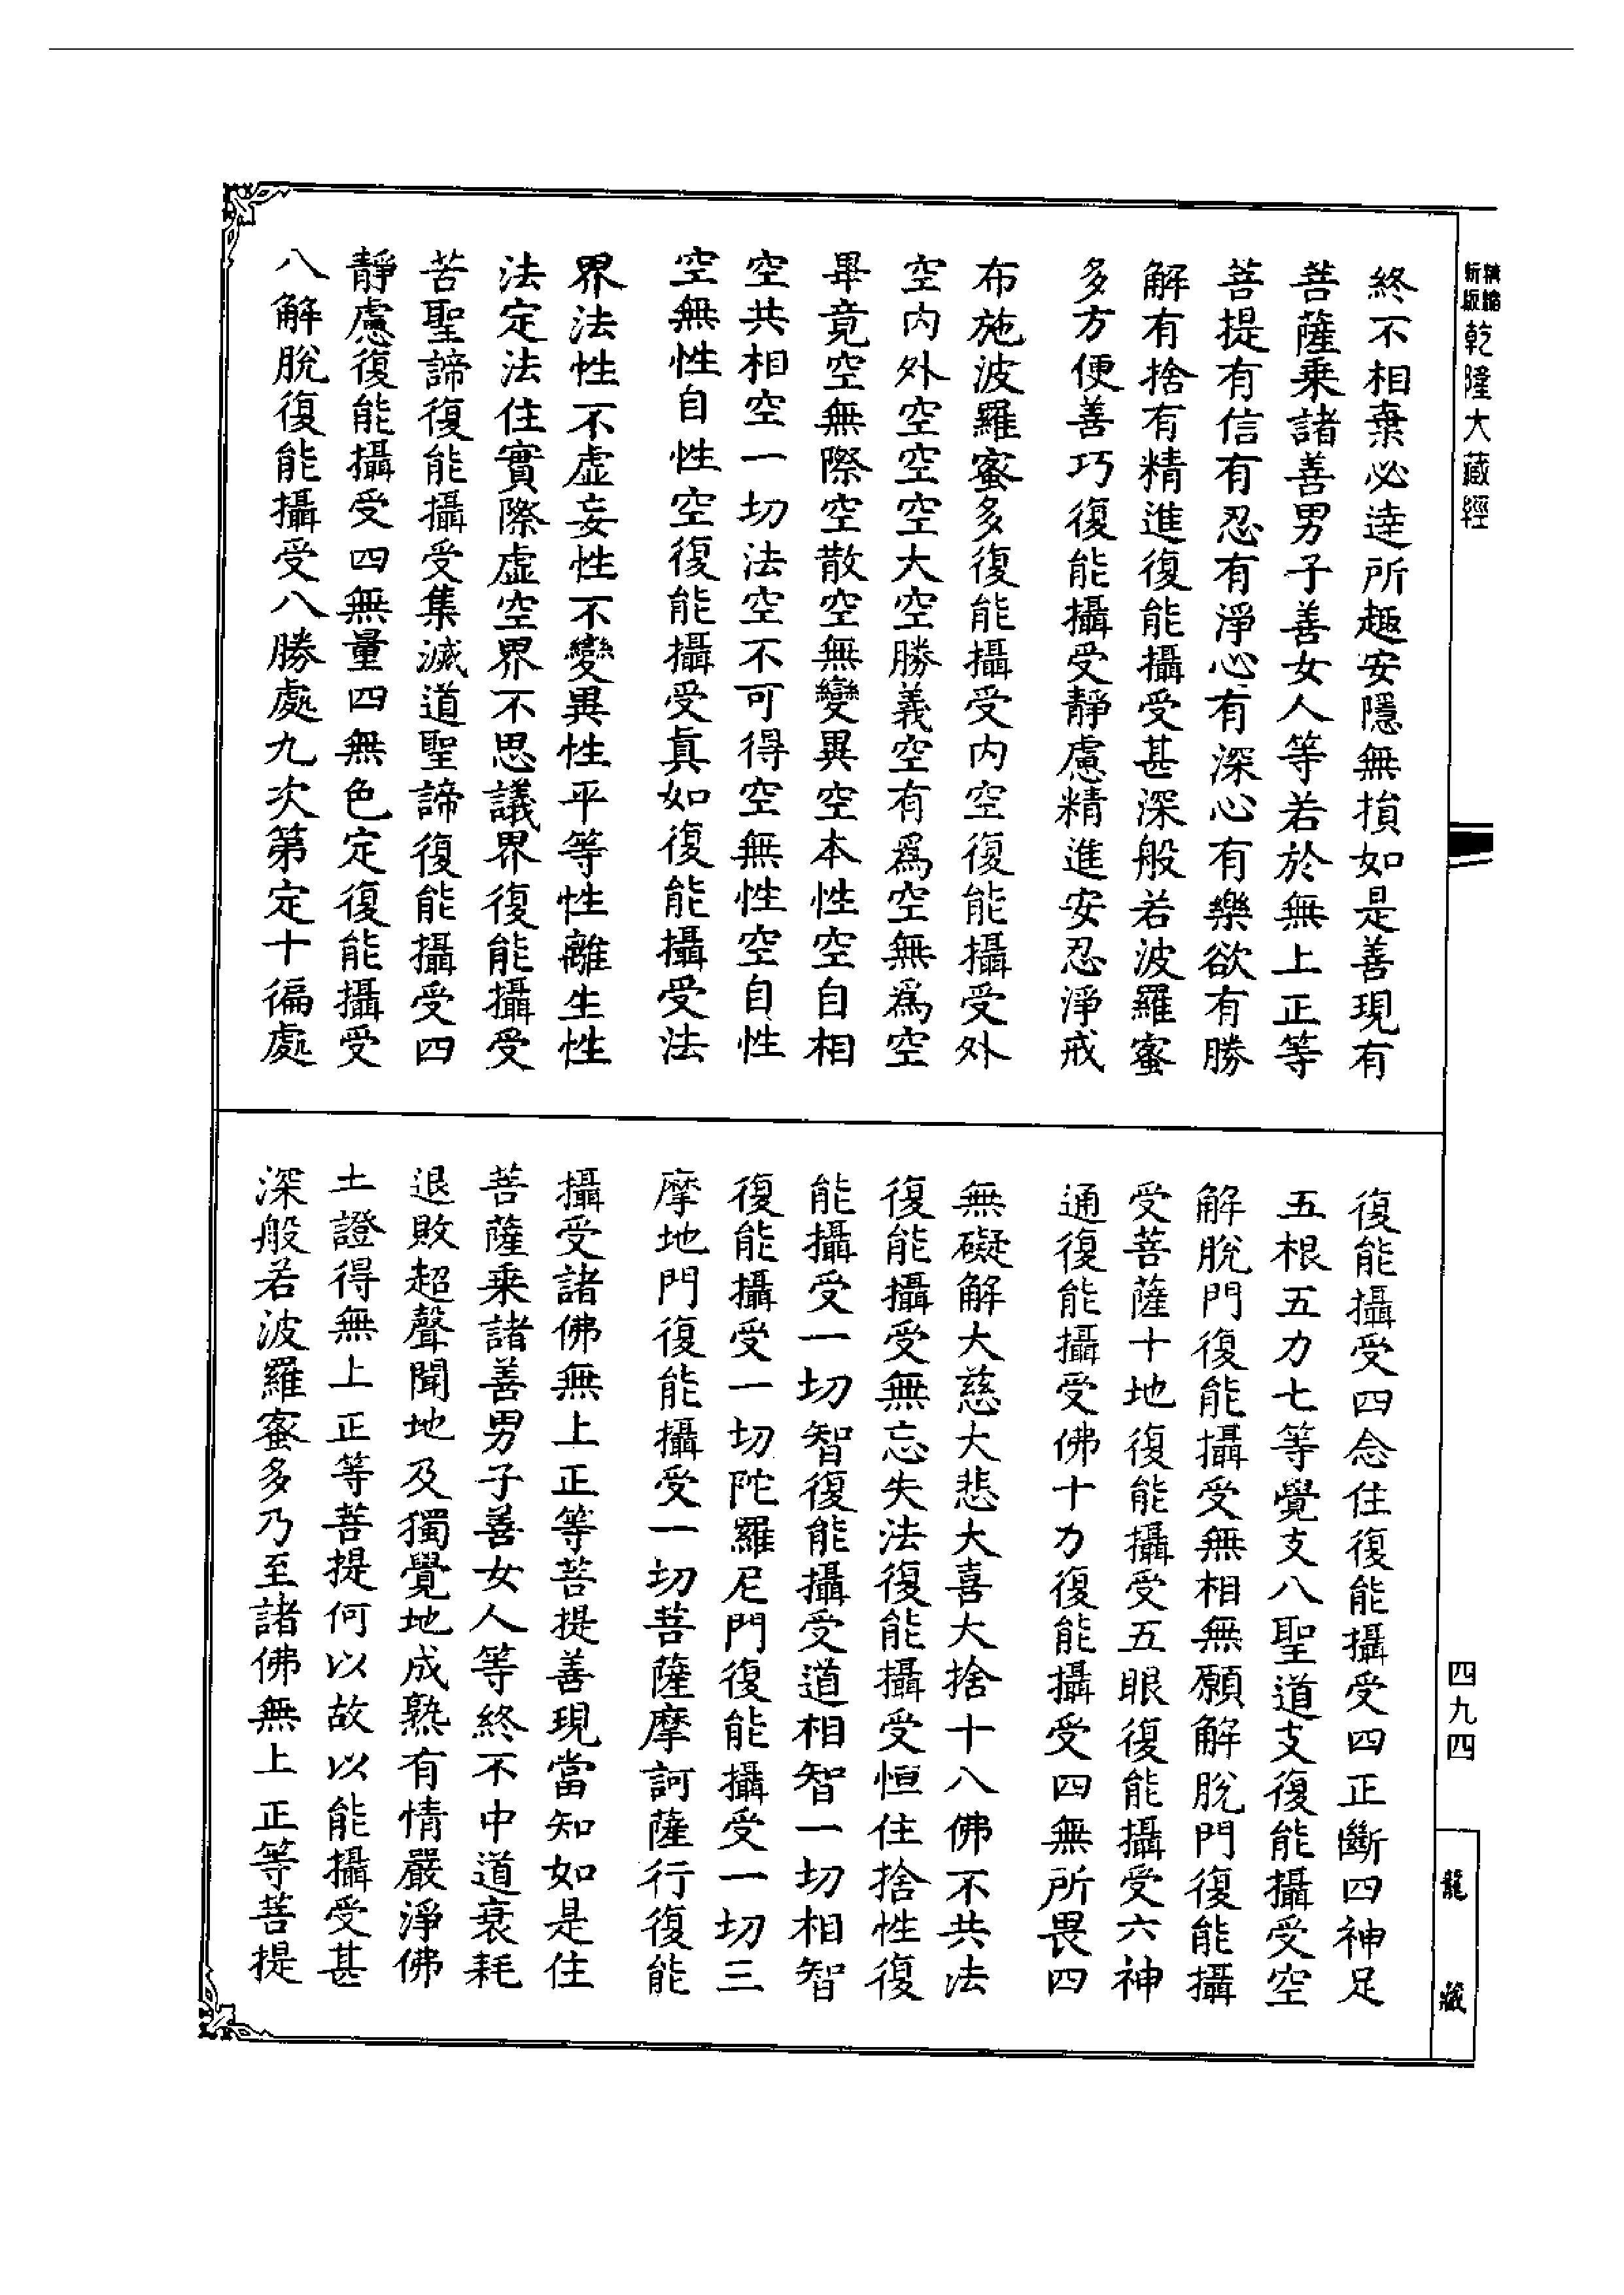 新版精縮乾隆大藏經
終不相棄必達所趣安隱無損如是善現有
菩薩乘諸善男子善女人等若於無上正等
菩提有信有忍有淨心有深心有樂欲有勝
解有捨有精進復能攝受甚深般若波羅蜜
多方便善巧復能攝受靜慮精進安忍淨戒
布施波羅蜜多復能攝受內空復能攝受外
空內外空空空大空勝義空有爲空無爲空
畢竟空無際空散空無變異空本性空自相
空共相空一切法空不可得空無性空自性
空無性自性空復能攝受眞如復能攝受法
界法性不虛妄性不變異性平等性離生性
法定法住實際虛空界不思議界復能攝受
苦聖諦復能攝受集滅道聖諦復能攝受四
靜慮復能攝受四無量四無色定復能攝受
八解脫復能攝受八勝處九次第定十徧處
復能攝受四念住復能攝受四正斷四神足
五根五力七等覺支八聖道支復能攝受空
解脫門復能攝受無相無願解脫門復能攝
受菩薩十地復能攝受五眼復能攝受六神
通復能攝受佛十力復能攝受四無所畏四
無礙解大慈大悲大喜大捨十八佛不共法
復能攝受無忘失法復能攝受恒住捨性復
能攝受一切智復能攝受道相智一切相智
復能攝受一切陀羅尼門復能攝受一切三
摩地門復能攝受一切菩薩摩訶薩行復能
攝受諸佛無上正等菩提善現當知如是住
菩薩乘諸善男子善女人等終不中道衰耗
退敗超聲聞地及獨覺地成熟有情嚴淨佛
土證得無上正等菩提何以故以能攝受甚
深般若波羅蜜多乃至諸佛無上正等菩提
四九四
龍藏